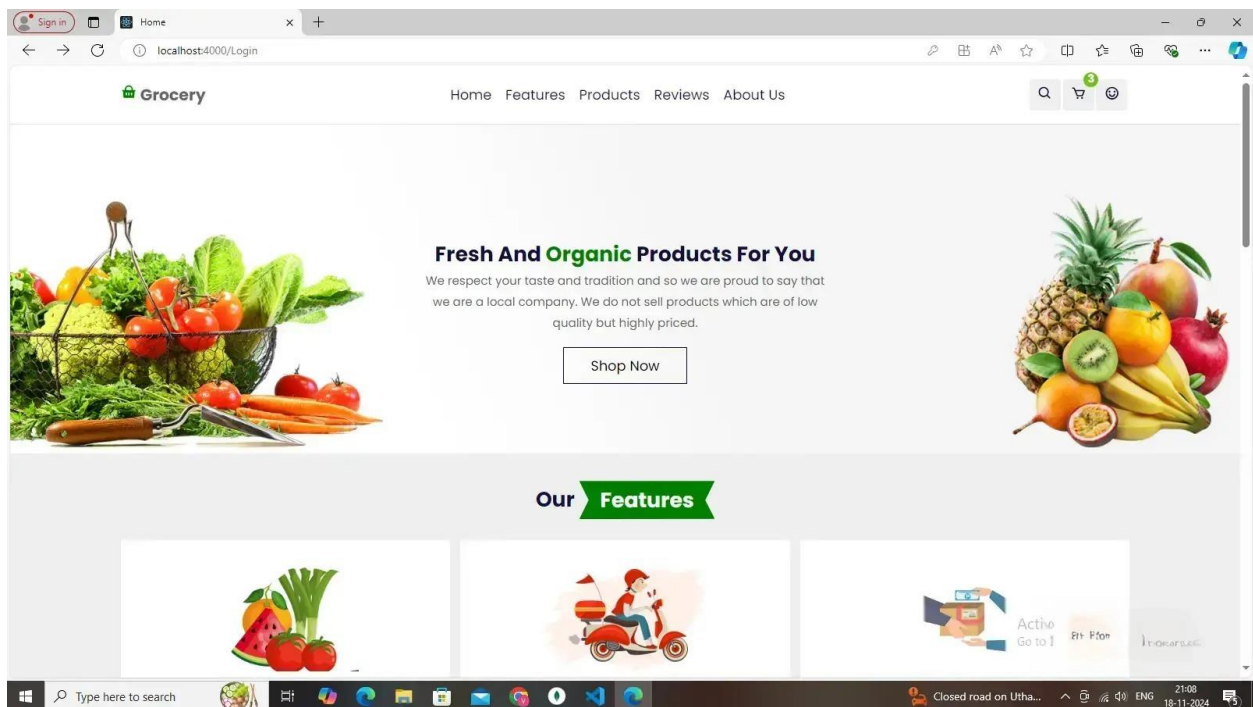 Sign in
Home
localhost:4000/Login
Grocery
Home Features Products Reviews About Us
3
Fresh And Organic Products For You
We respect your taste and tradition and so we are proud to say that
we are a local company. We do not sell products which are of low
quality but highly priced.
Shop Now
Our Features
Go to
Type here to search
Closed road on Utha...
ENG
21:08
18-11-2024
5